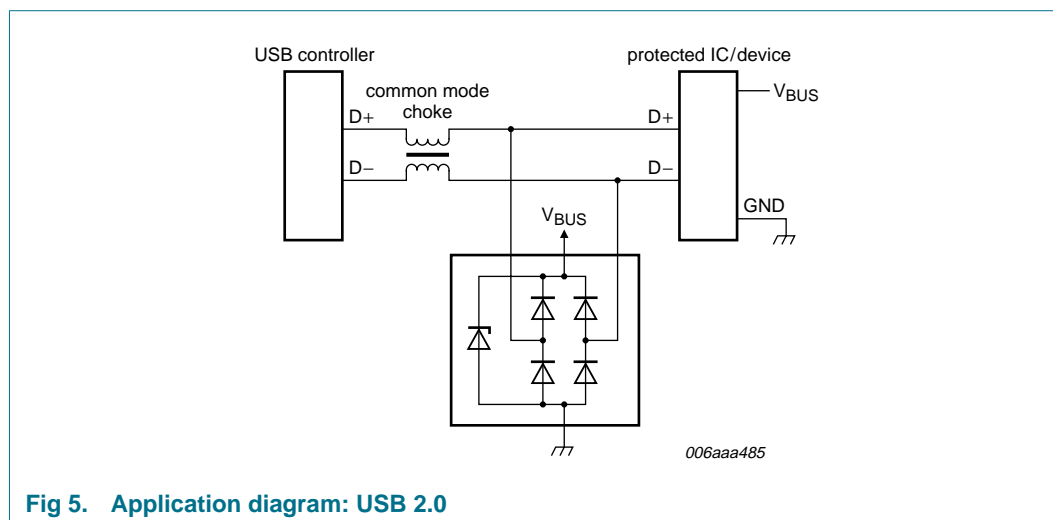 USB controller
protected IC/device
common mode
choke
VBUS
D+
D+
D−
D−
GND
VBUS
006aaa485
Fig 5. Application diagram: USB 2.0